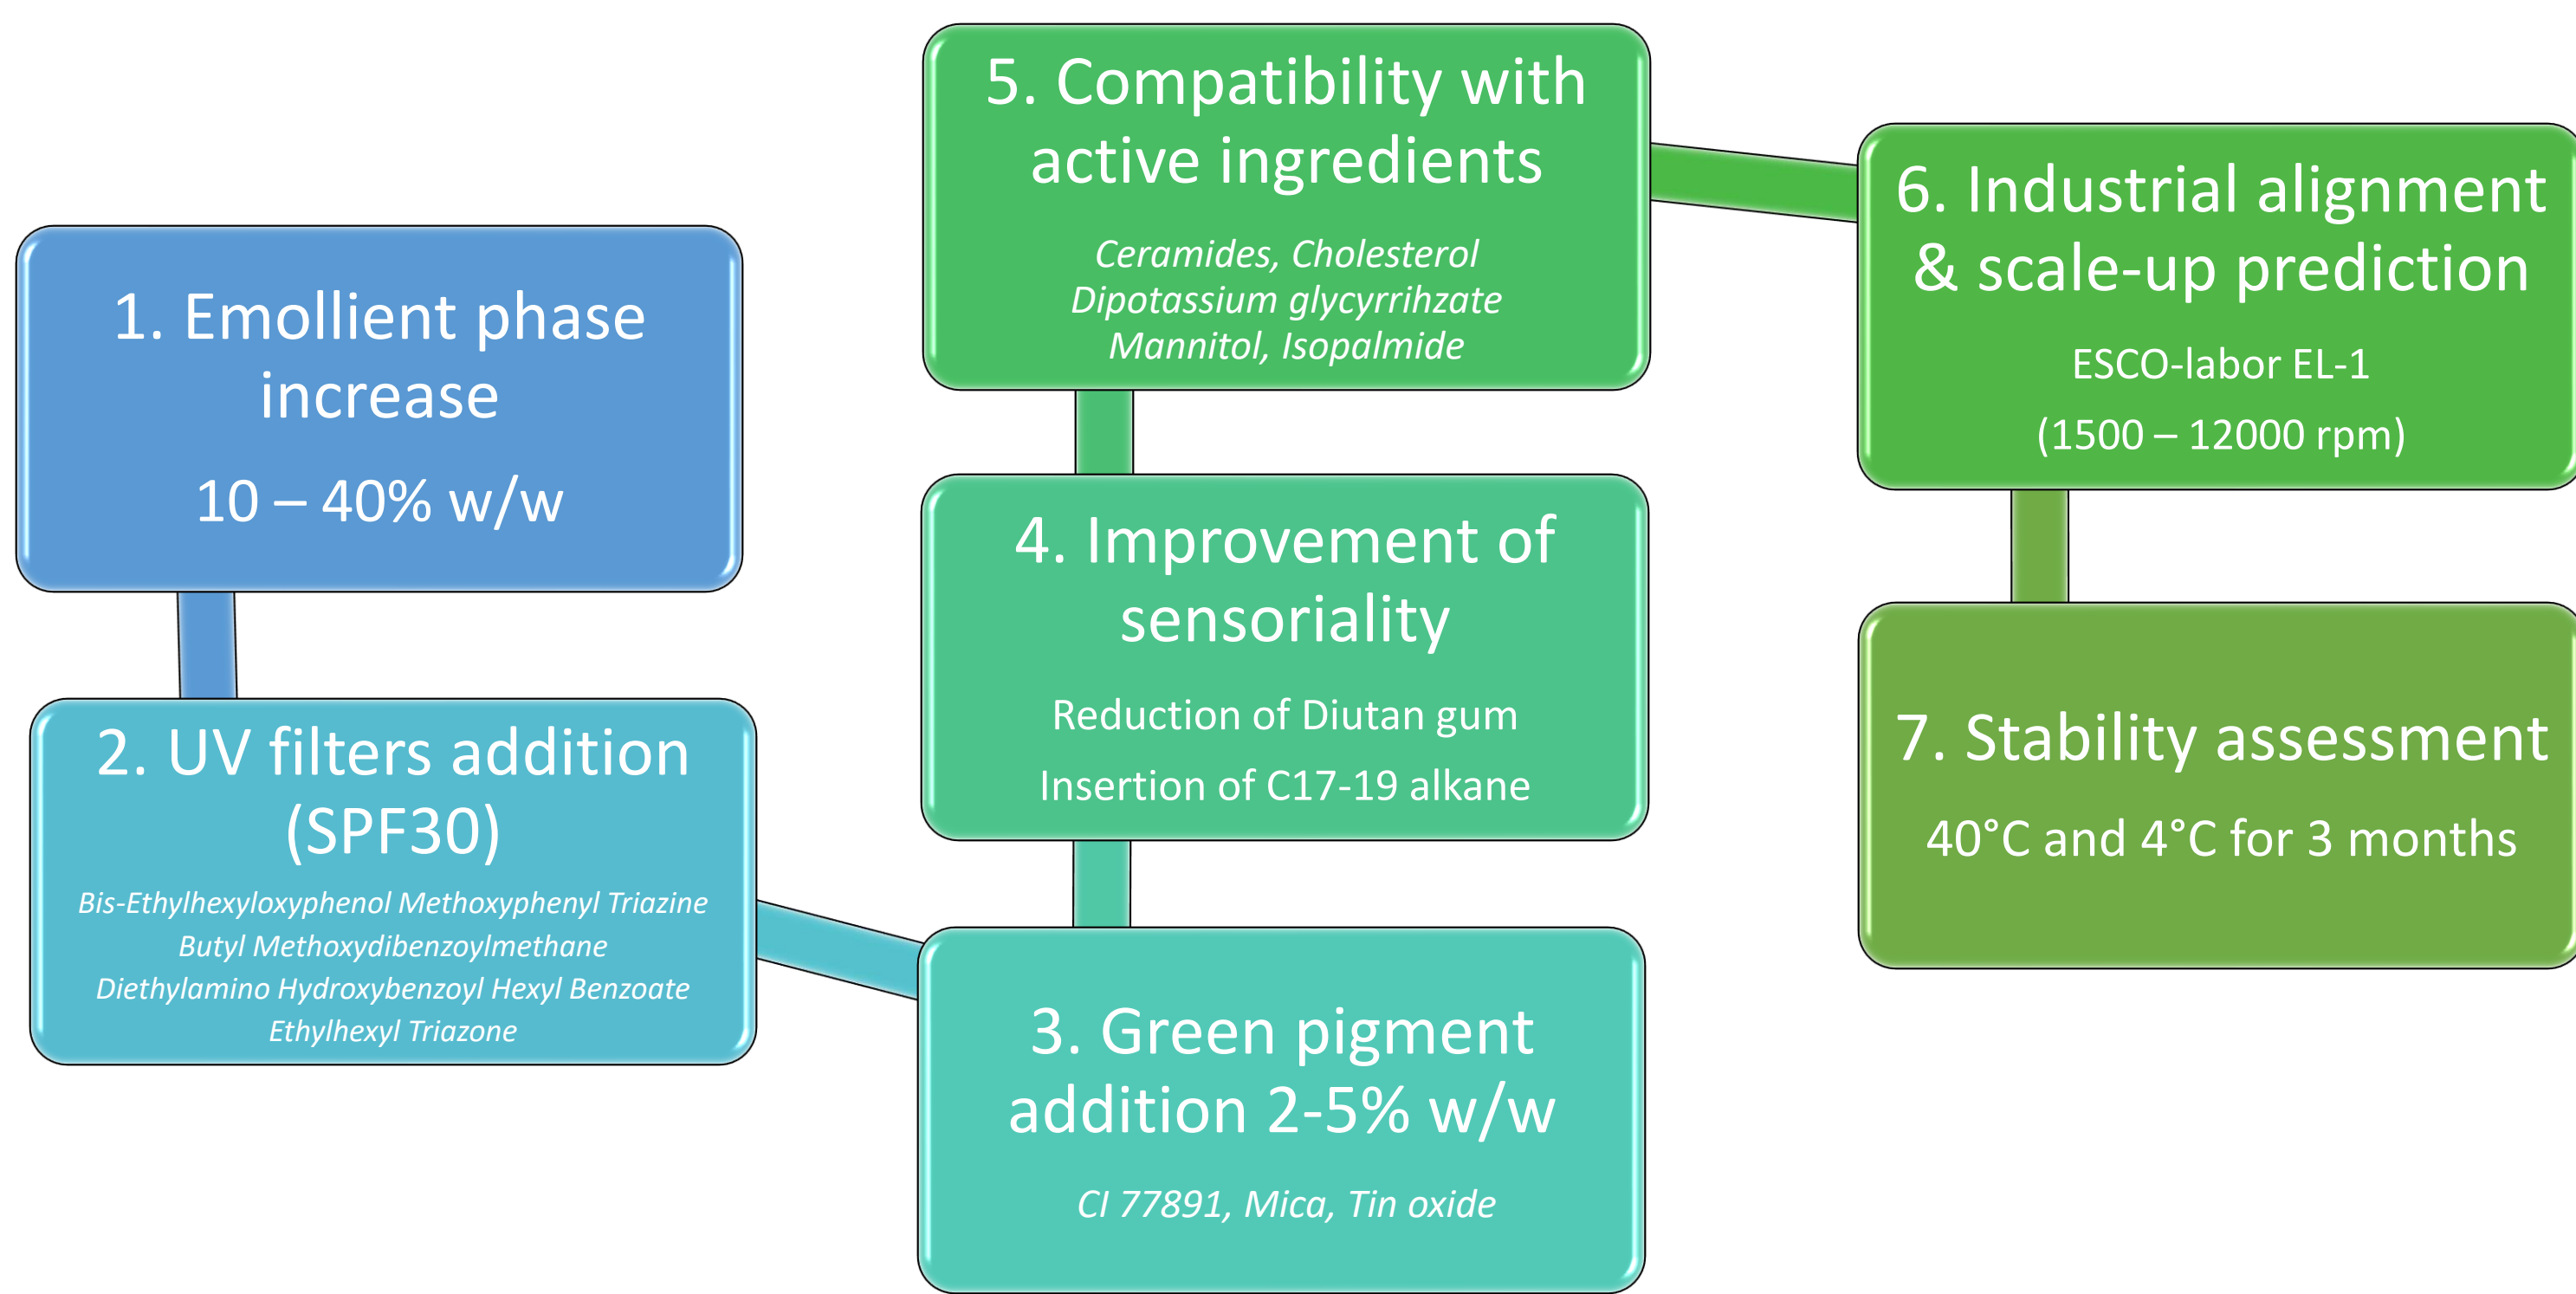 1. Emollient phase
increase
10 – 40% w/w
2. UV filters addition
(SPF30)
Bis-Ethylhexyloxyphenol Methoxyphenyl Triazine
Butyl Methoxydibenzoylmethane
Diethylamino Hydroxybenzoyl Hexyl Benzoate
Ethylhexyl Triazone
3. Green pigment
addition 2-5% w/w
CI 77891, Mica, Tin oxide
4. Improvement of
sensoriality
Reduction of Diutan gum
Insertion of C17-19 alkane
5. Compatibility with
active ingredients
Ceramides, Cholesterol
Dipotassium glycyrrihzate
Mannitol, Isopalmide
6. Industrial alignment
& scale-up prediction
ESCO-labor EL-1
(1500 – 12000 rpm)
7. Stability assessment
40°C and 4°C for 3 months